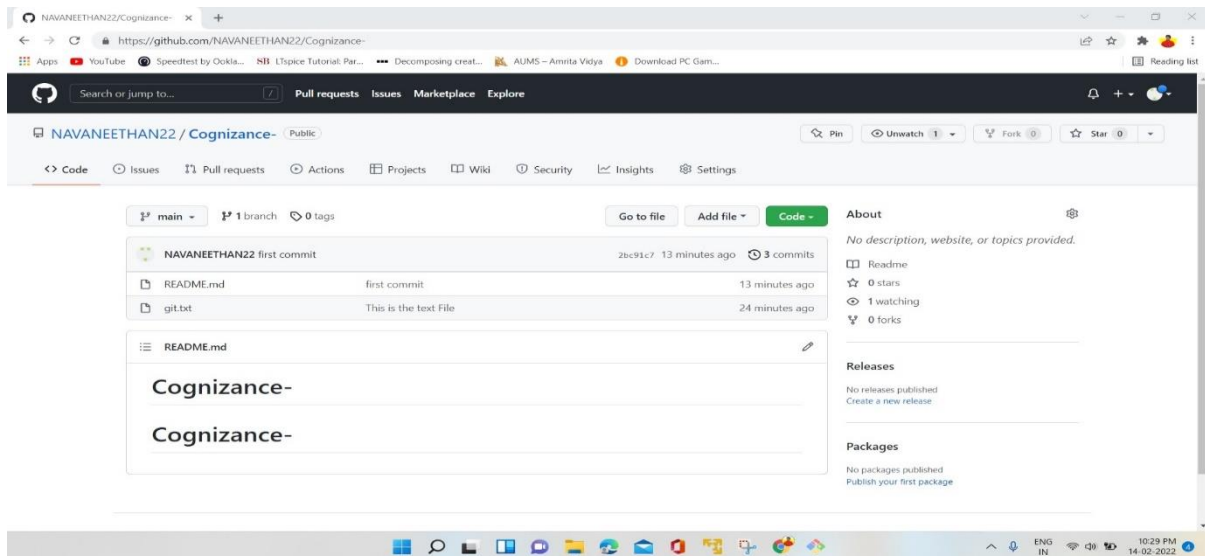 NAVANEETHAN22/Cognizance-
https://github.com/NAVANEETHAN22/Cognizance-
Apps YouTube Speedtest by Ookla... SB LTspice Tutorial: Par... Decomposing creat... AUMS – Amrita Vidya Download PC Gam... Reading list
Search or jump to... / Pull requests Issues Marketplace Explore
NAVANEETHAN22 / Cognizance- Public Pin Unwatch 1 Fork 0 Star 0
Code Issues Pull requests Actions Projects Wiki Security Insights Settings
main 1 branch 0 tags Go to file Add file Code About
No description, website, or topics provided.
NAVANEETHAN22 first commit 2bc91c7 13 minutes ago 3 commits
Readme
README.md first commit 13 minutes ago 0 stars
1 watching
git.txt This is the text File 24 minutes ago
0 forks
README.md
Releases
Cognizance-
No releases published
Create a new release
Cognizance-
Packages
No packages published
Publish your first package
ENG
IN
10:29 PM
14-02-2022
4